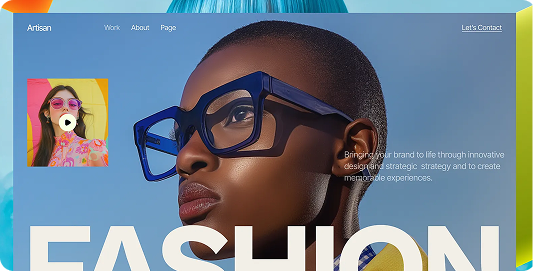 Artisan
Work About Page
Let's Contact
Bringing your brand to life through innovative
design and strategic strategy and to create
memorable experiences.
FASHION